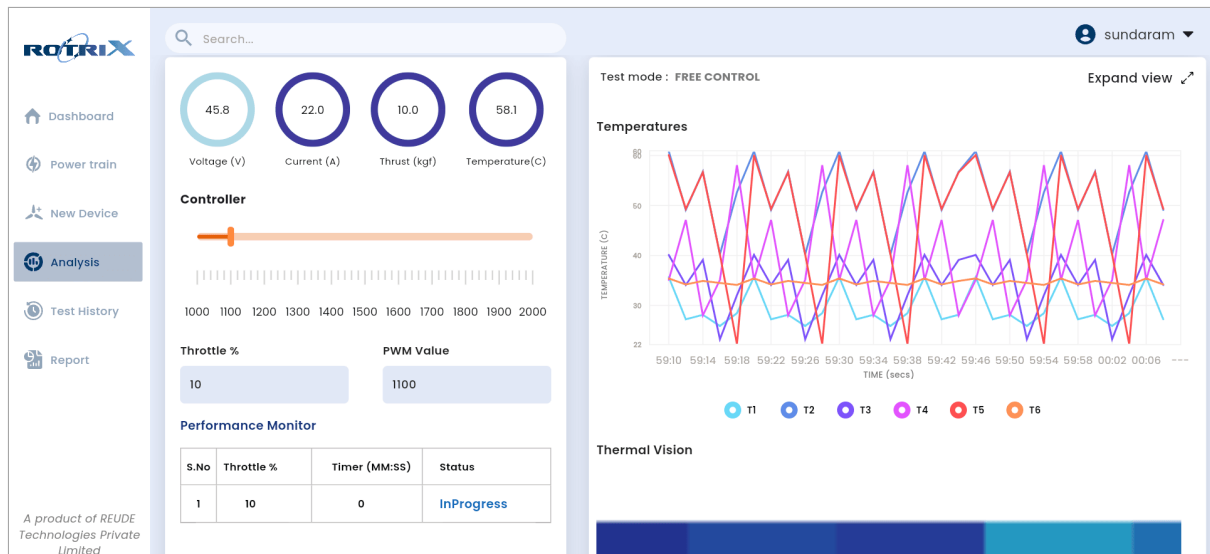 ROTRIX
Search...
sundaram
Dashboard
Power train
New Device
Analysis
Test History
Report
A product of REUDE
Technologies Private
Limited
45.8
22.0
10.0
58.1
Voltage (V)
Current (A)
Thrust (kgf)
Temperature(C)
Controller
1000 1100 1200 1300 1400 1500 1600 1700 1800 1900 2000
Throttle %
PWM Value
10
1100
Performance Monitor
S.No Throttle % Timer (MM:SS) Status
1 10 0 InProgress
Test mode : FREE CONTROL
Expand view
Temperatures
80
50
40
30
22
TEMPERATURE (C)
59:10 59:14 59:18 59:22 59:26 59:30 59:34 59:38 59:42 59:46 59:50 59:54 59:58 00:02 00:06 ---
TIME (secs)
T1 T2 T3 T4 T5 T6
Thermal Vision